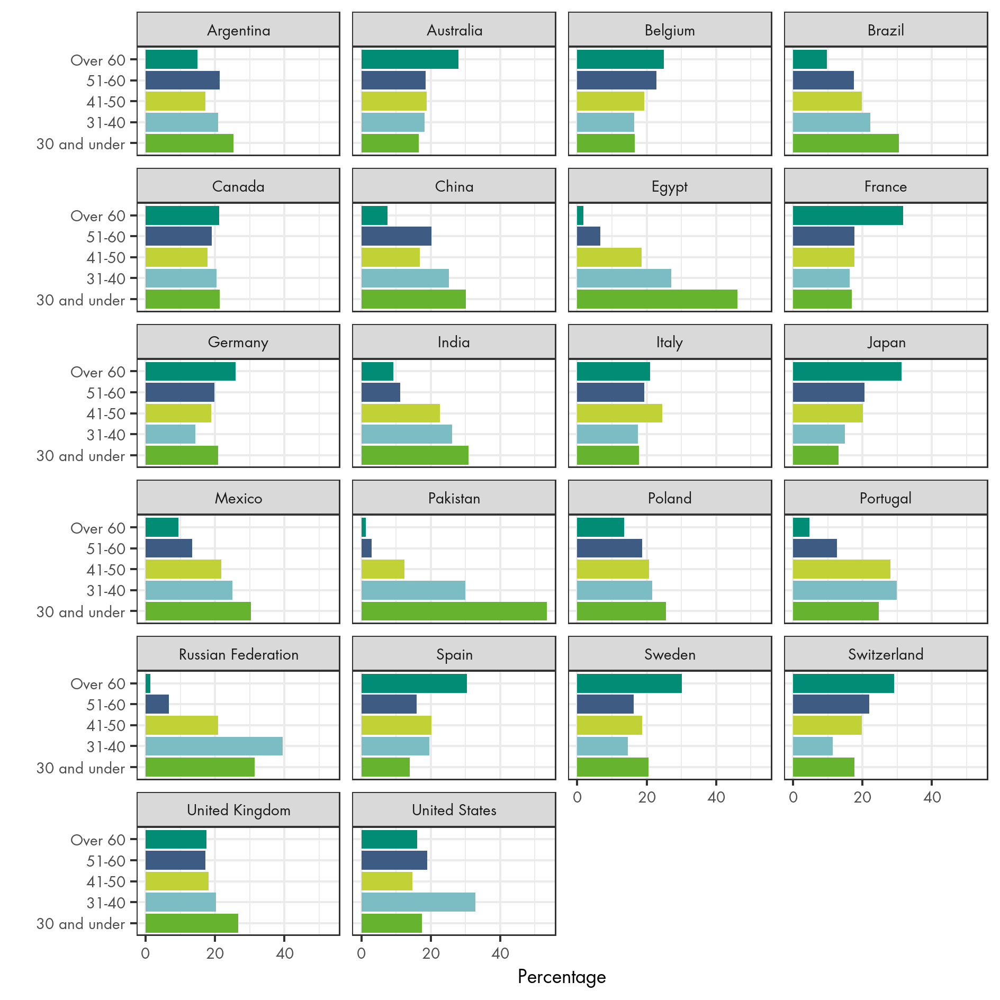 Argentina
Australia
Belgium
Brazil
Over 60
51-60
41-50
31-40
30 and under
Canada
China
Egypt
France
Over 60
51-60
41-50
31-40
30 and under
Germany
India
Italy
Japan
Over 60
51-60
41-50
31-40
30 and under
Mexico
Pakistan
Poland
Portugal
Over 60
51-60
41-50
31-40
30 and under
Russian Federation
Spain
Sweden
Switzerland
Over 60
51-60
41-50
31-40
30 and under
0 20 40
0 20 40
United Kingdom
United States
Over 60
51-60
41-50
31-40
30 and under
0 20 40
0 20 40
Percentage